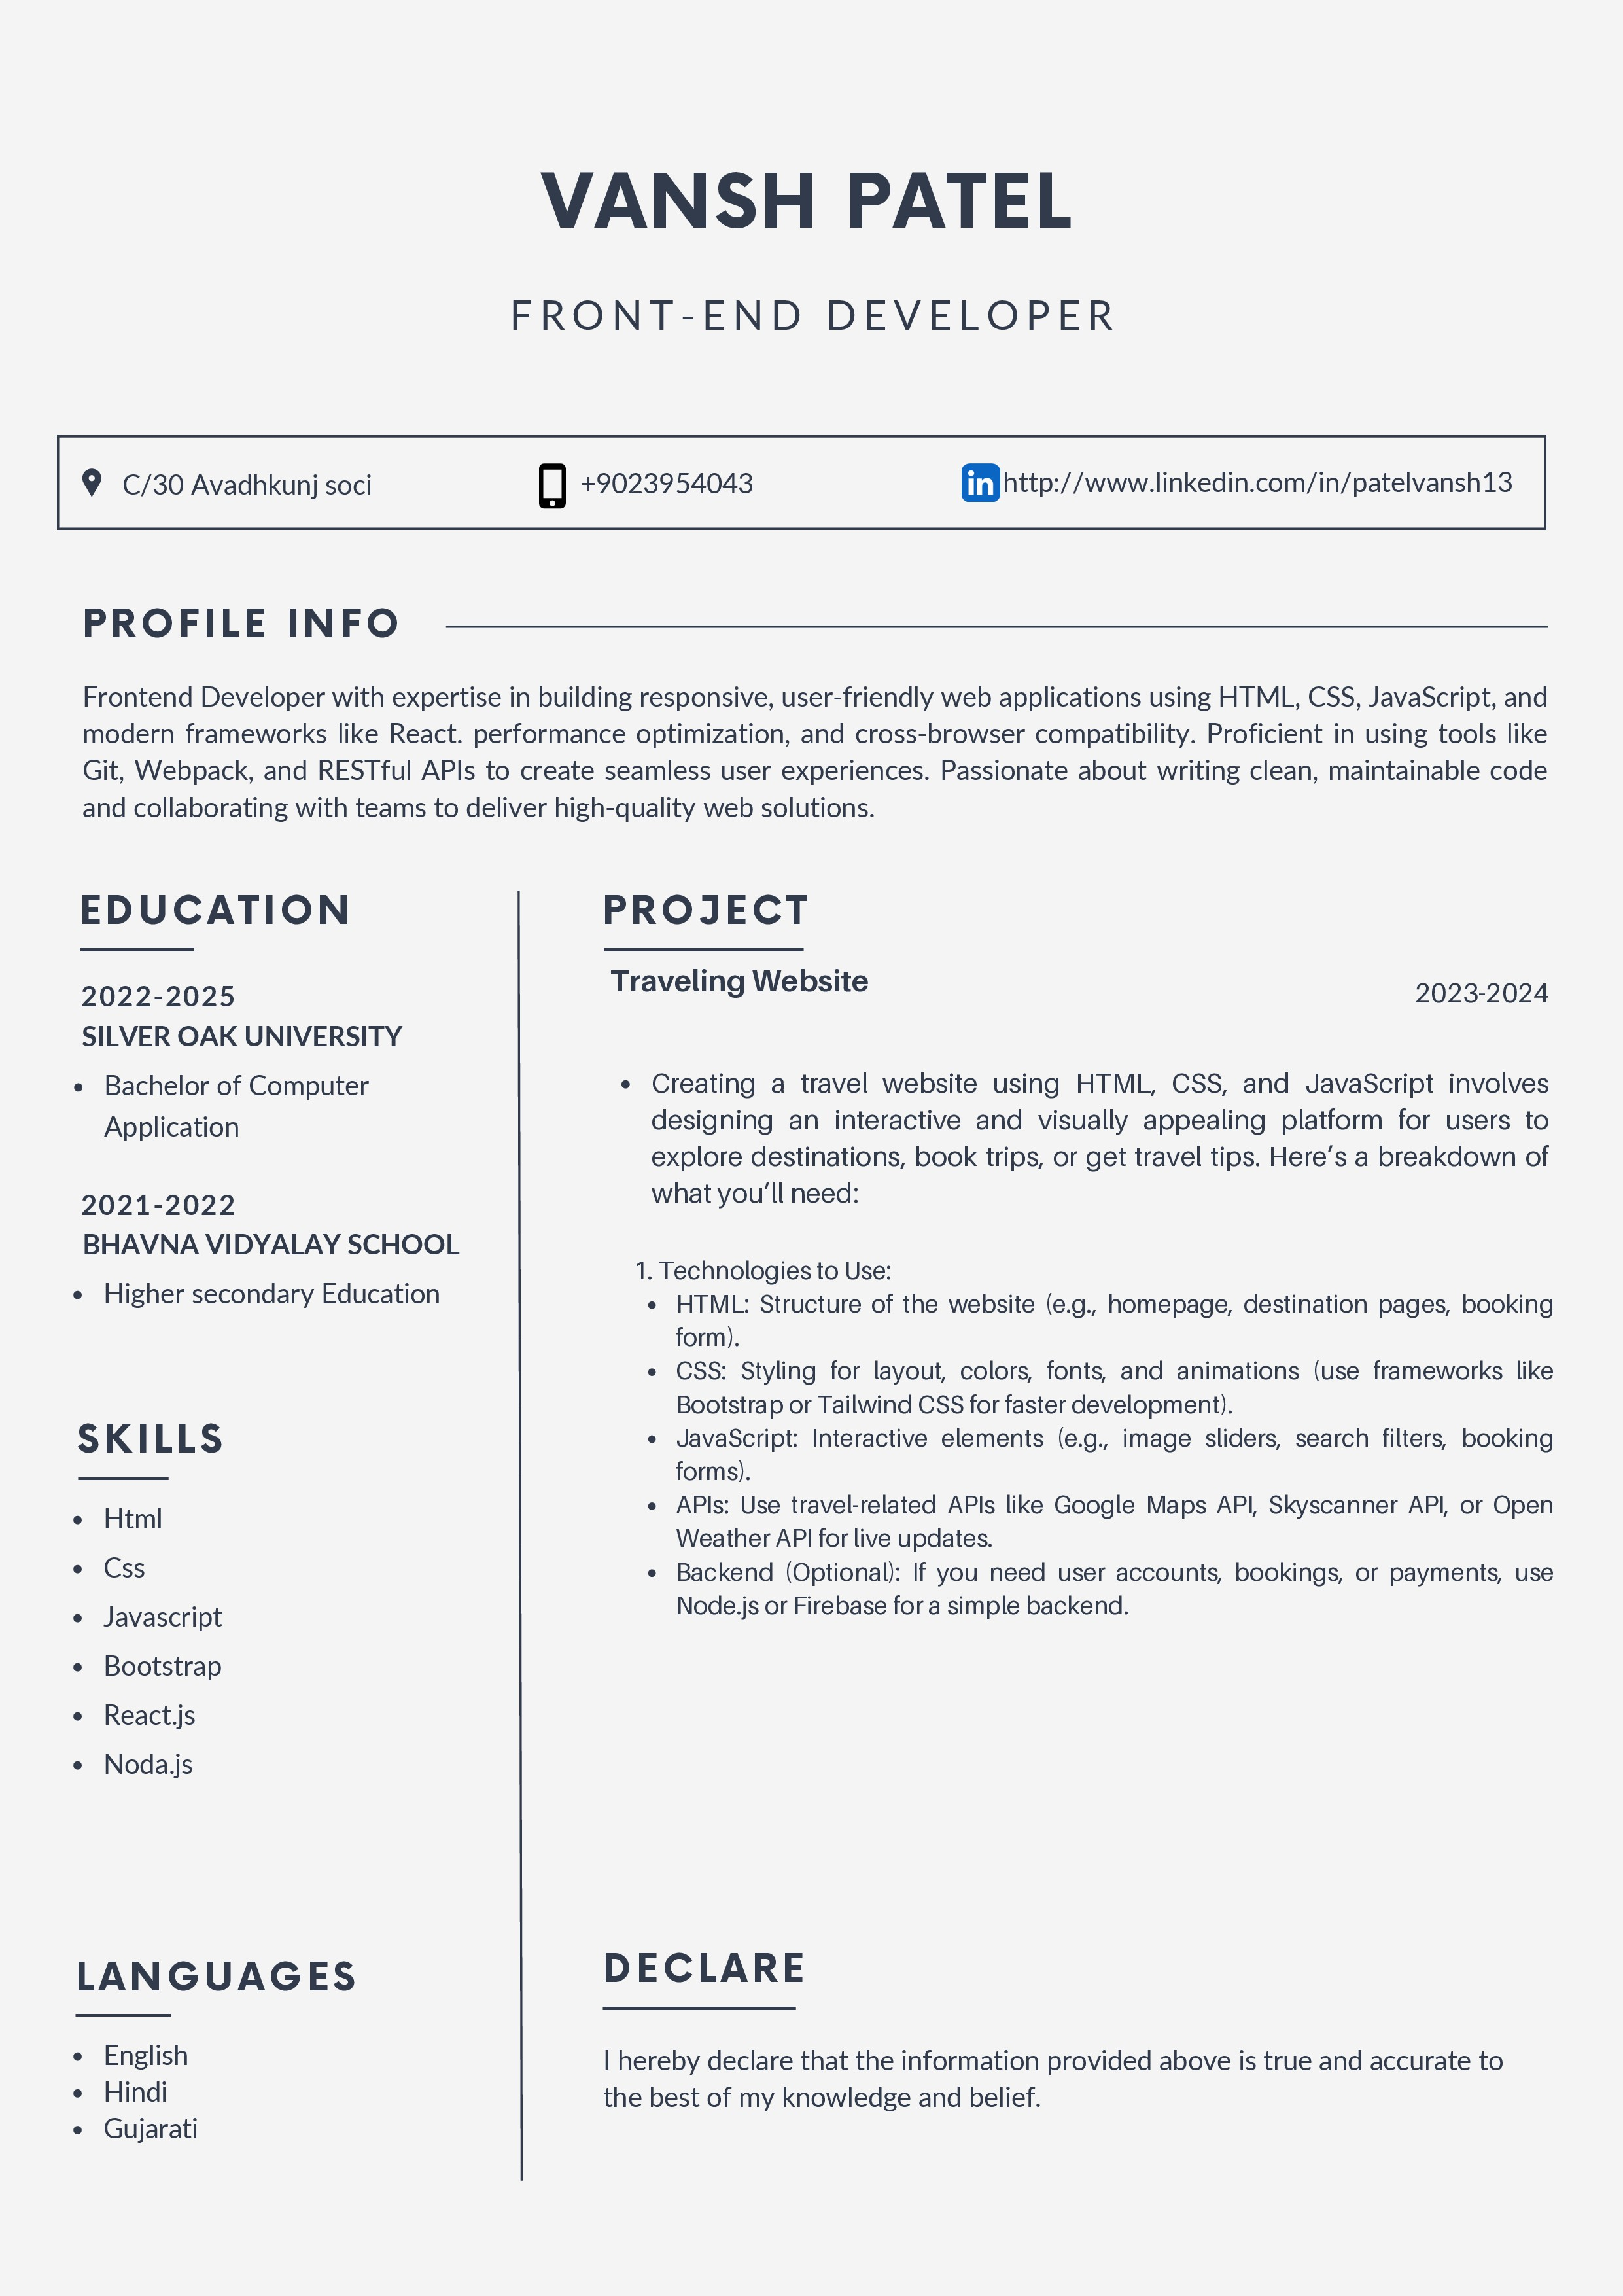 VANSH PATEL
FRONT-END DEVELOPER
C/30 Avadhkunj soci
+9023954043
http://www.linkedin.com/in/patelvansh13
PROFILE INFO
Frontend Developer with expertise in building responsive, user-friendly web applications using HTML, CSS, JavaScript, and
modern frameworks like React. performance optimization, and cross-browser compatibility. Proficient in using tools like
Git, Webpack, and RESTful APIs to create seamless user experiences. Passionate about writing clean, maintainable code
and collaborating with teams to deliver high-quality web solutions.
EDUCATION
2022-2025
SILVER OAK UNIVERSITY
• Bachelor of Computer
Application
2021-2022
BHAVNA VIDYALAY SCHOOL
• Higher secondary Education
SKILLS
• Html
• Css
• Javascript
• Bootstrap
• React.js
• Noda.js
LANGUAGES
• English
• Hindi
• Gujarati
PROJECT
Traveling Website
2023-2024
• Creating a travel website using HTML, CSS, and JavaScript involves
designing an interactive and visually appealing platform for users to
explore destinations, book trips, or get travel tips. Here’s a breakdown of
what you’ll need:
1. Technologies to Use:
• HTML: Structure of the website (e.g., homepage, destination pages, booking
form).
• CSS: Styling for layout, colors, fonts, and animations (use frameworks like
Bootstrap or Tailwind CSS for faster development).
• JavaScript: Interactive elements (e.g., image sliders, search filters, booking
forms).
• APIs: Use travel-related APIs like Google Maps API, Skyscanner API, or Open
Weather API for live updates.
• Backend (Optional): If you need user accounts, bookings, or payments, use
Node.js or Firebase for a simple backend.
DECLARE
I hereby declare that the information provided above is true and accurate to
the best of my knowledge and belief.